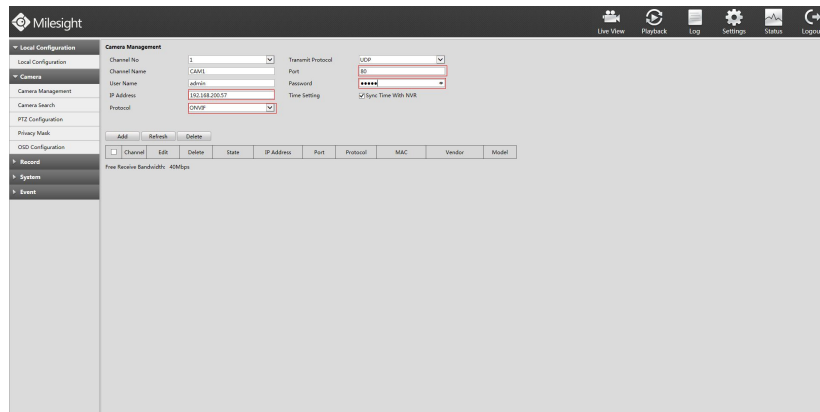 Milesight
Live View Playback Log Settings Status Logout
Local Configuration
Local Configuration
Camera
Camera Management
Camera Search
PTZ Configuration
Privacy Mask
OSD Configuration
Record
System
Event
Camera Management
Channel No 1 Transmit Protocol UDP
Channel Name CAM1 Port 80
User Name admin Password •••••
IP Address 192.168.200.57 Time Setting Sync Time With NVR
Protocol ONVIF
Add Refresh Delete
Channel Edit Delete State IP Address Port Protocol MAC Vendor Model
Free Receive Bandwidth: 40Mbps